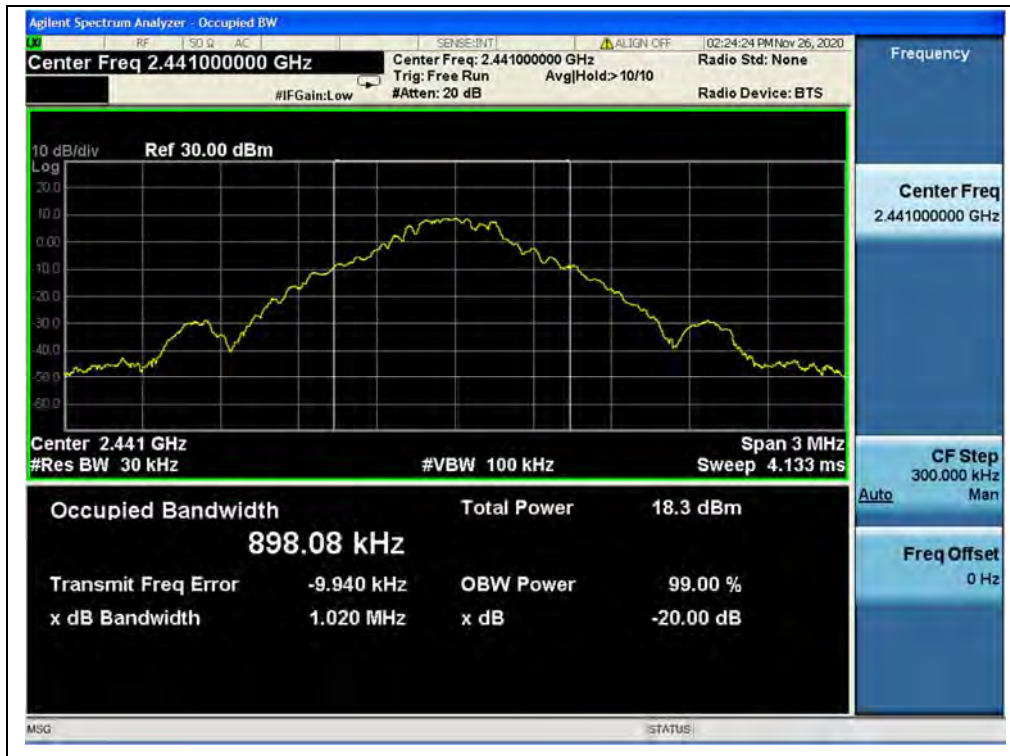 Agilent Spectrum Analyzer - Occupied BW
RF 50 Ω AC SENSE:INT ALIGN OFF 02:24:24 PM Nov 26, 2020
Center Freq 2.441000000 GHz Center Freq: 2.441000000 GHz Radio Std: None Frequency
Trig: Free Run Avg|Hold:> 10/10
#IFGain:Low #Atten: 20 dB Radio Device: BTS
10 dB/div Ref 30.00 dBm
Log
20.0
10.0
0.00
-10.0
-20.0
-30.0
-40.0
-50.0
-60.0
Center 2.441 GHz Span 3 MHz
#Res BW 30 kHz #VBW 100 kHz Sweep 4.133 ms
Occupied Bandwidth Total Power 18.3 dBm
898.08 kHz
Transmit Freq Error -9.940 kHz OBW Power 99.00 %
x dB Bandwidth 1.020 MHz x dB -20.00 dB
Center Freq
2.441000000 GHz
CF Step
300.000 kHz
Auto Man
Freq Offset
0 Hz
MSG STATUS